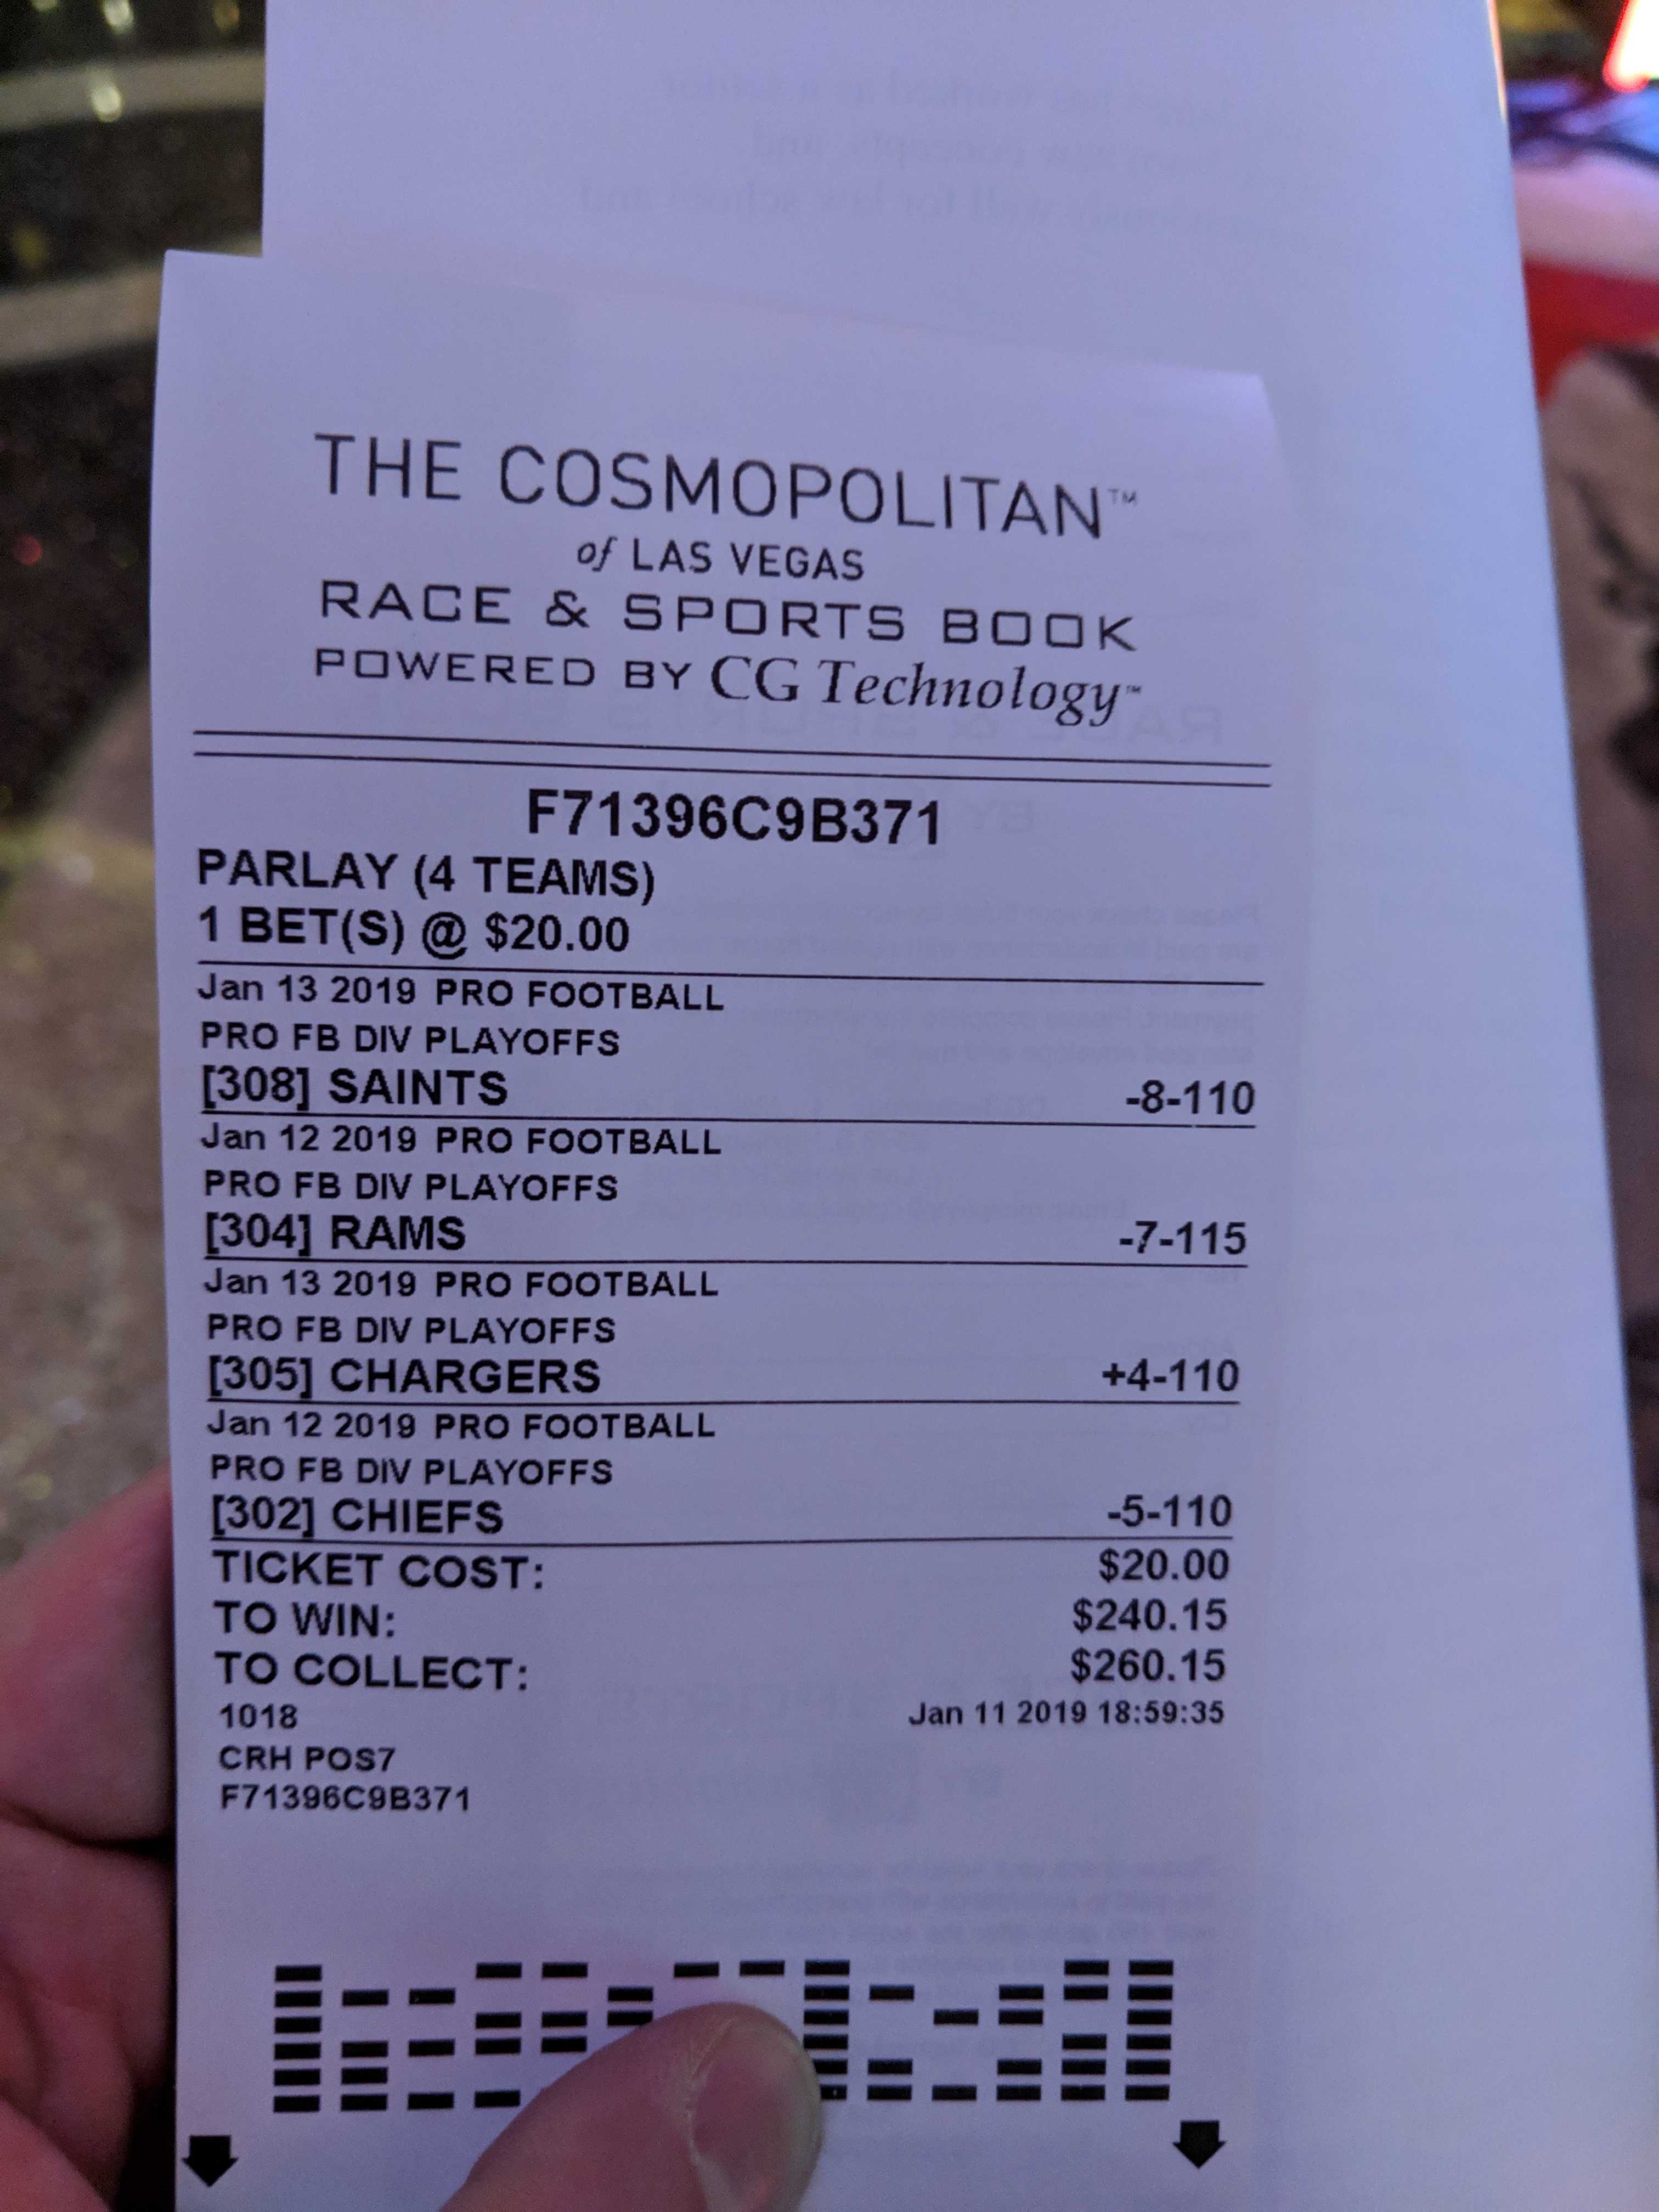 THE COSMOPOLITAN™
of LAS VEGAS
RACE & SPORTS BOOK
POWERED BY CG Technology™
F71396C9B371
PARLAY (4 TEAMS)
1 BET(S) @ $20.00
Jan 13 2019 PRO FOOTBALL
PRO FB DIV PLAYOFFS
[308] SAINTS -8-110
Jan 12 2019 PRO FOOTBALL
PRO FB DIV PLAYOFFS
[304] RAMS -7-115
Jan 13 2019 PRO FOOTBALL
PRO FB DIV PLAYOFFS
[305] CHARGERS +4-110
Jan 12 2019 PRO FOOTBALL
PRO FB DIV PLAYOFFS
[302] CHIEFS -5-110
TICKET COST: $20.00
TO WIN: $240.15
TO COLLECT: $260.15
1018 Jan 11 2019 18:59:35
CRH POS7
F71396C9B371